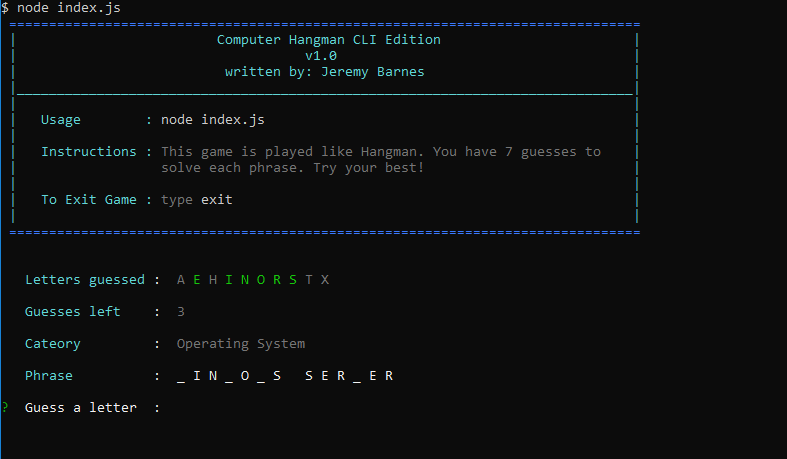 $ node index.js
Computer Hangman CLI Edition
v1.0
written by: Jeremy Barnes
Usage : node index.js
Instructions : This game is played like Hangman. You have 7 guesses to
solve each phrase. Try your best!
To Exit Game : type exit
Letters guessed : A E H I N O R S T X
Guesses left : 3
Cateory : Operating System
Phrase : _ I N _ O _ S S E R _ E R
? Guess a letter :